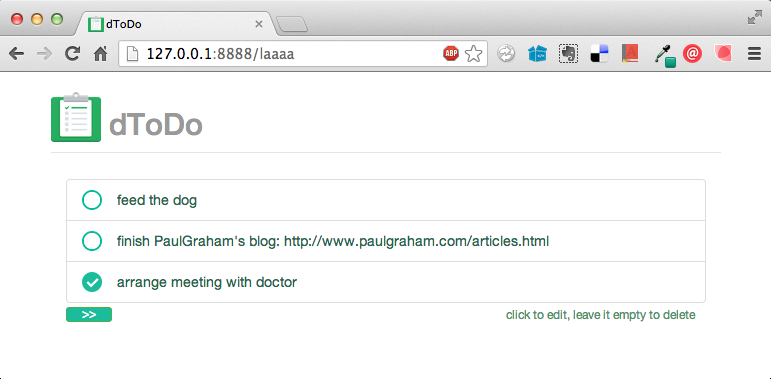 dToDo
127.0.0.1:8888/laaaa
ABP
dToDo
feed the dog
finish PaulGraham's blog: http://www.paulgraham.com/articles.html
arrange meeting with doctor
>>
click to edit, leave it empty to delete